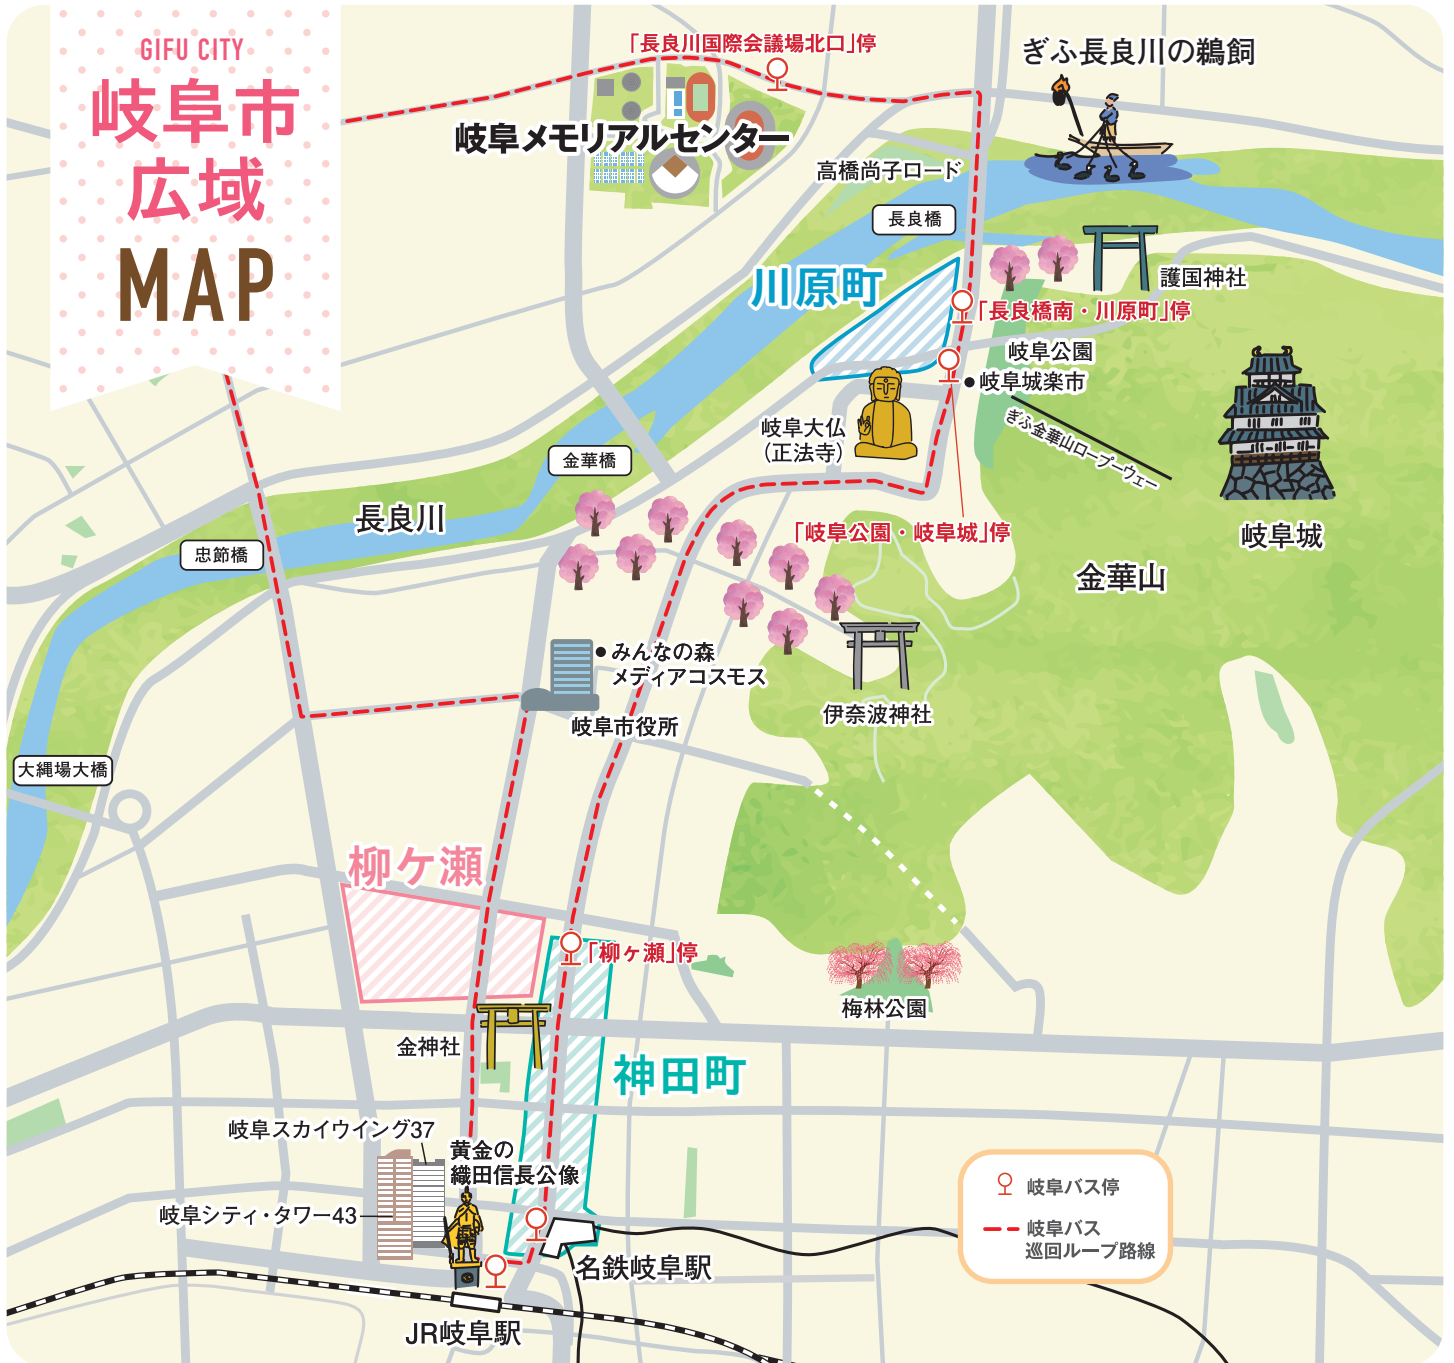 GIFU CITY
岐阜市
広域
MAP
「長良川国際会議場北口」停
岐阜メモリアルセンター
ぎふ長良川の鵜飼
高橋尚子ロード
長良橋
川原町
護国神社
「長良橋南・川原町」停
岐阜公園
岐阜城楽市
ぎふ金華山ロープーウェー
岐阜大仏
(正法寺)
金華橋
長良川
忠節橋
「岐阜公園・岐阜城」停
岐阜城
金華山
みんなの森
メディアコスモス
岐阜市役所
伊奈波神社
大縄場大橋
柳ケ瀬
「柳ヶ瀬」停
梅林公園
金神社
神田町
岐阜スカイウイング37
黄金の
織田信長公像
岐阜シティ・タワー43
名鉄岐阜駅
JR岐阜駅
岐阜バス停
岐阜バス
巡回ループ路線